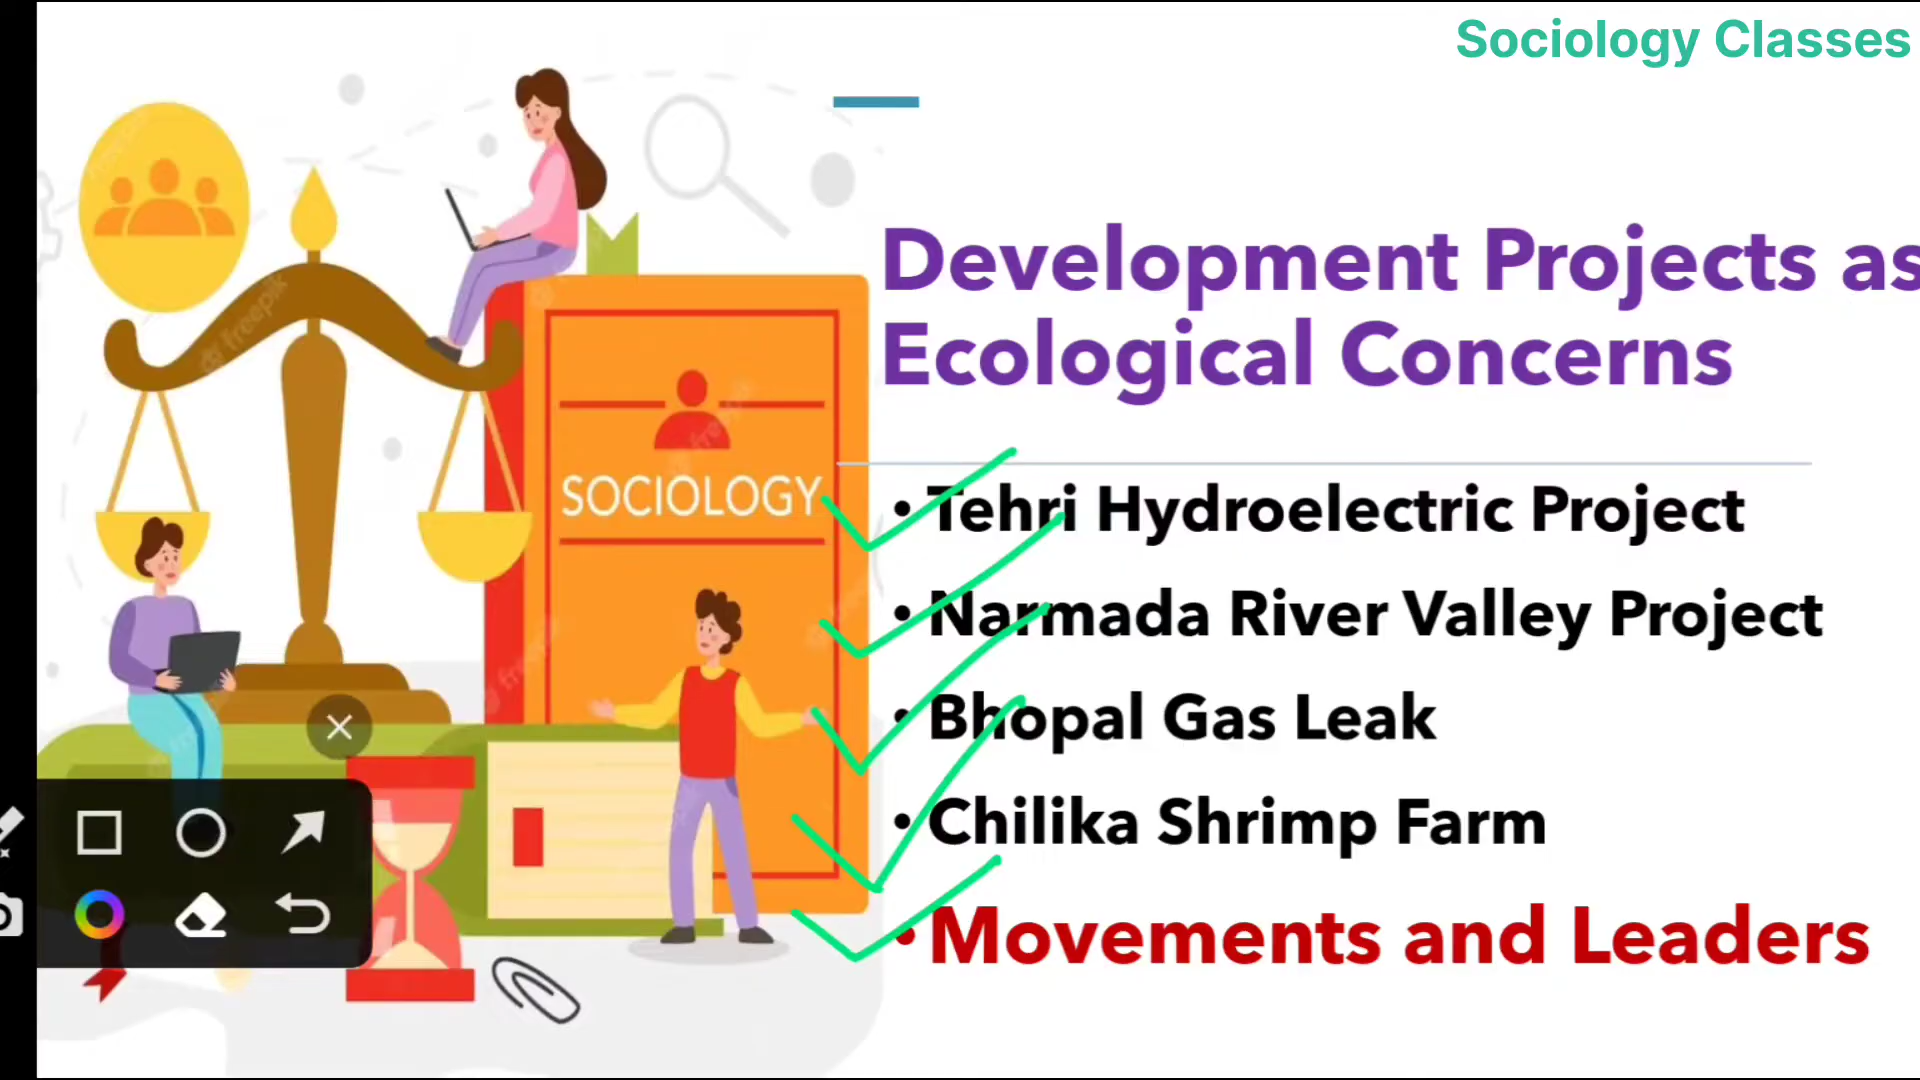 Sociology Classes
Development Projects as
Ecological Concerns
SOCIOLOGY
• Tehri Hydroelectric Project
• Narmada River Valley Project
• Bhopal Gas Leak
• Chilika Shrimp Farm
• Movements and Leaders
freepik